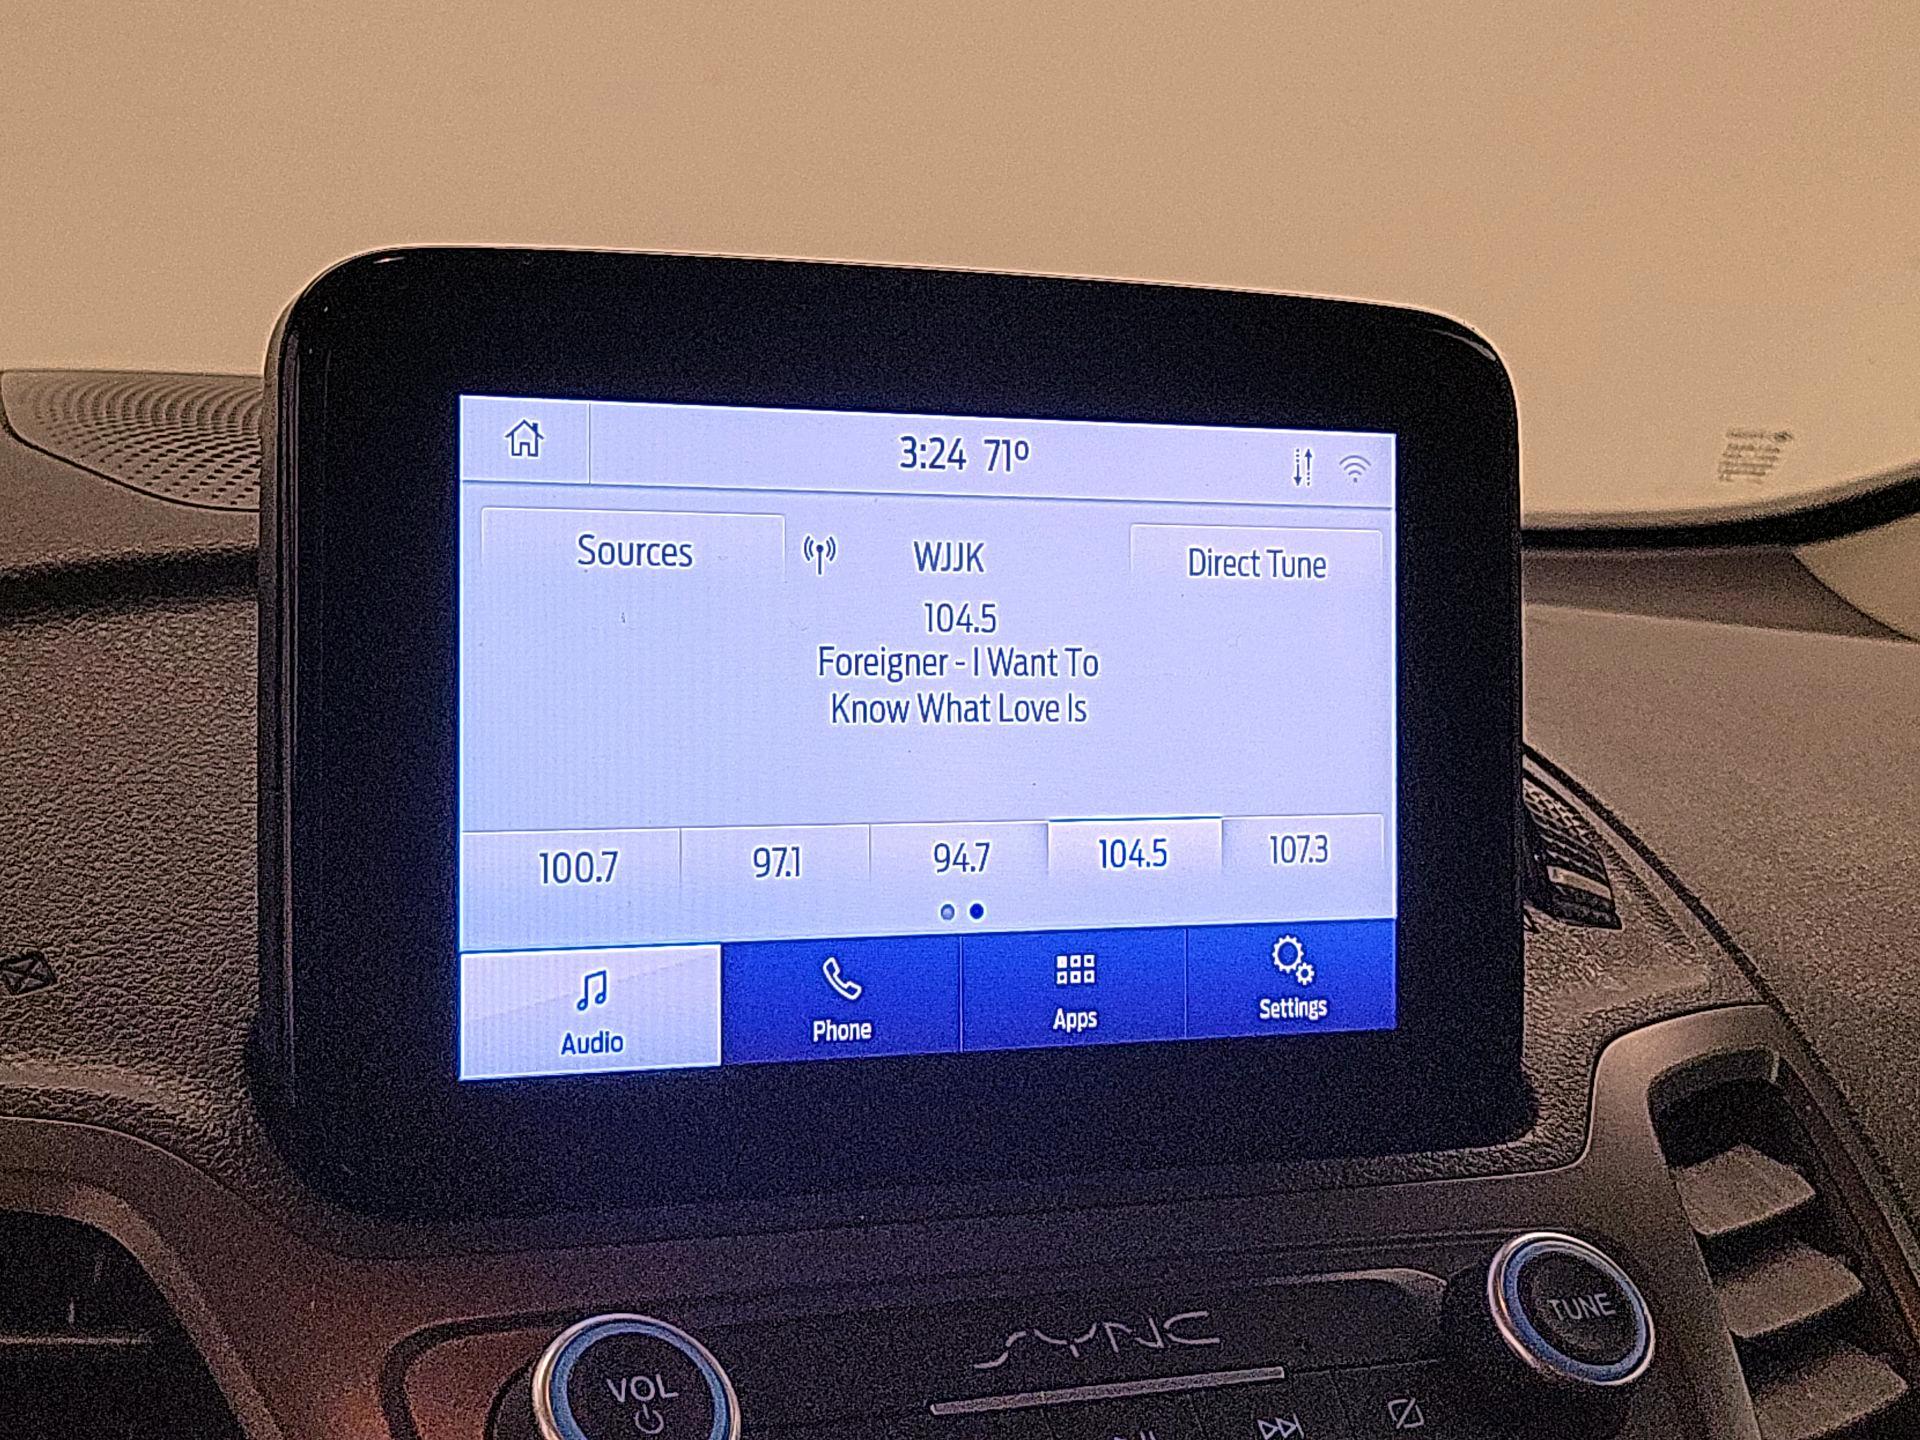 3:24 71°
Sources
WJJK
Direct Tune
104.5
Foreigner - I Want To
Know What Love Is
100.7
97.1
94.7
104.5
107.3
Audio
Phone
Apps
Settings
SYNC
TUNE
VOL